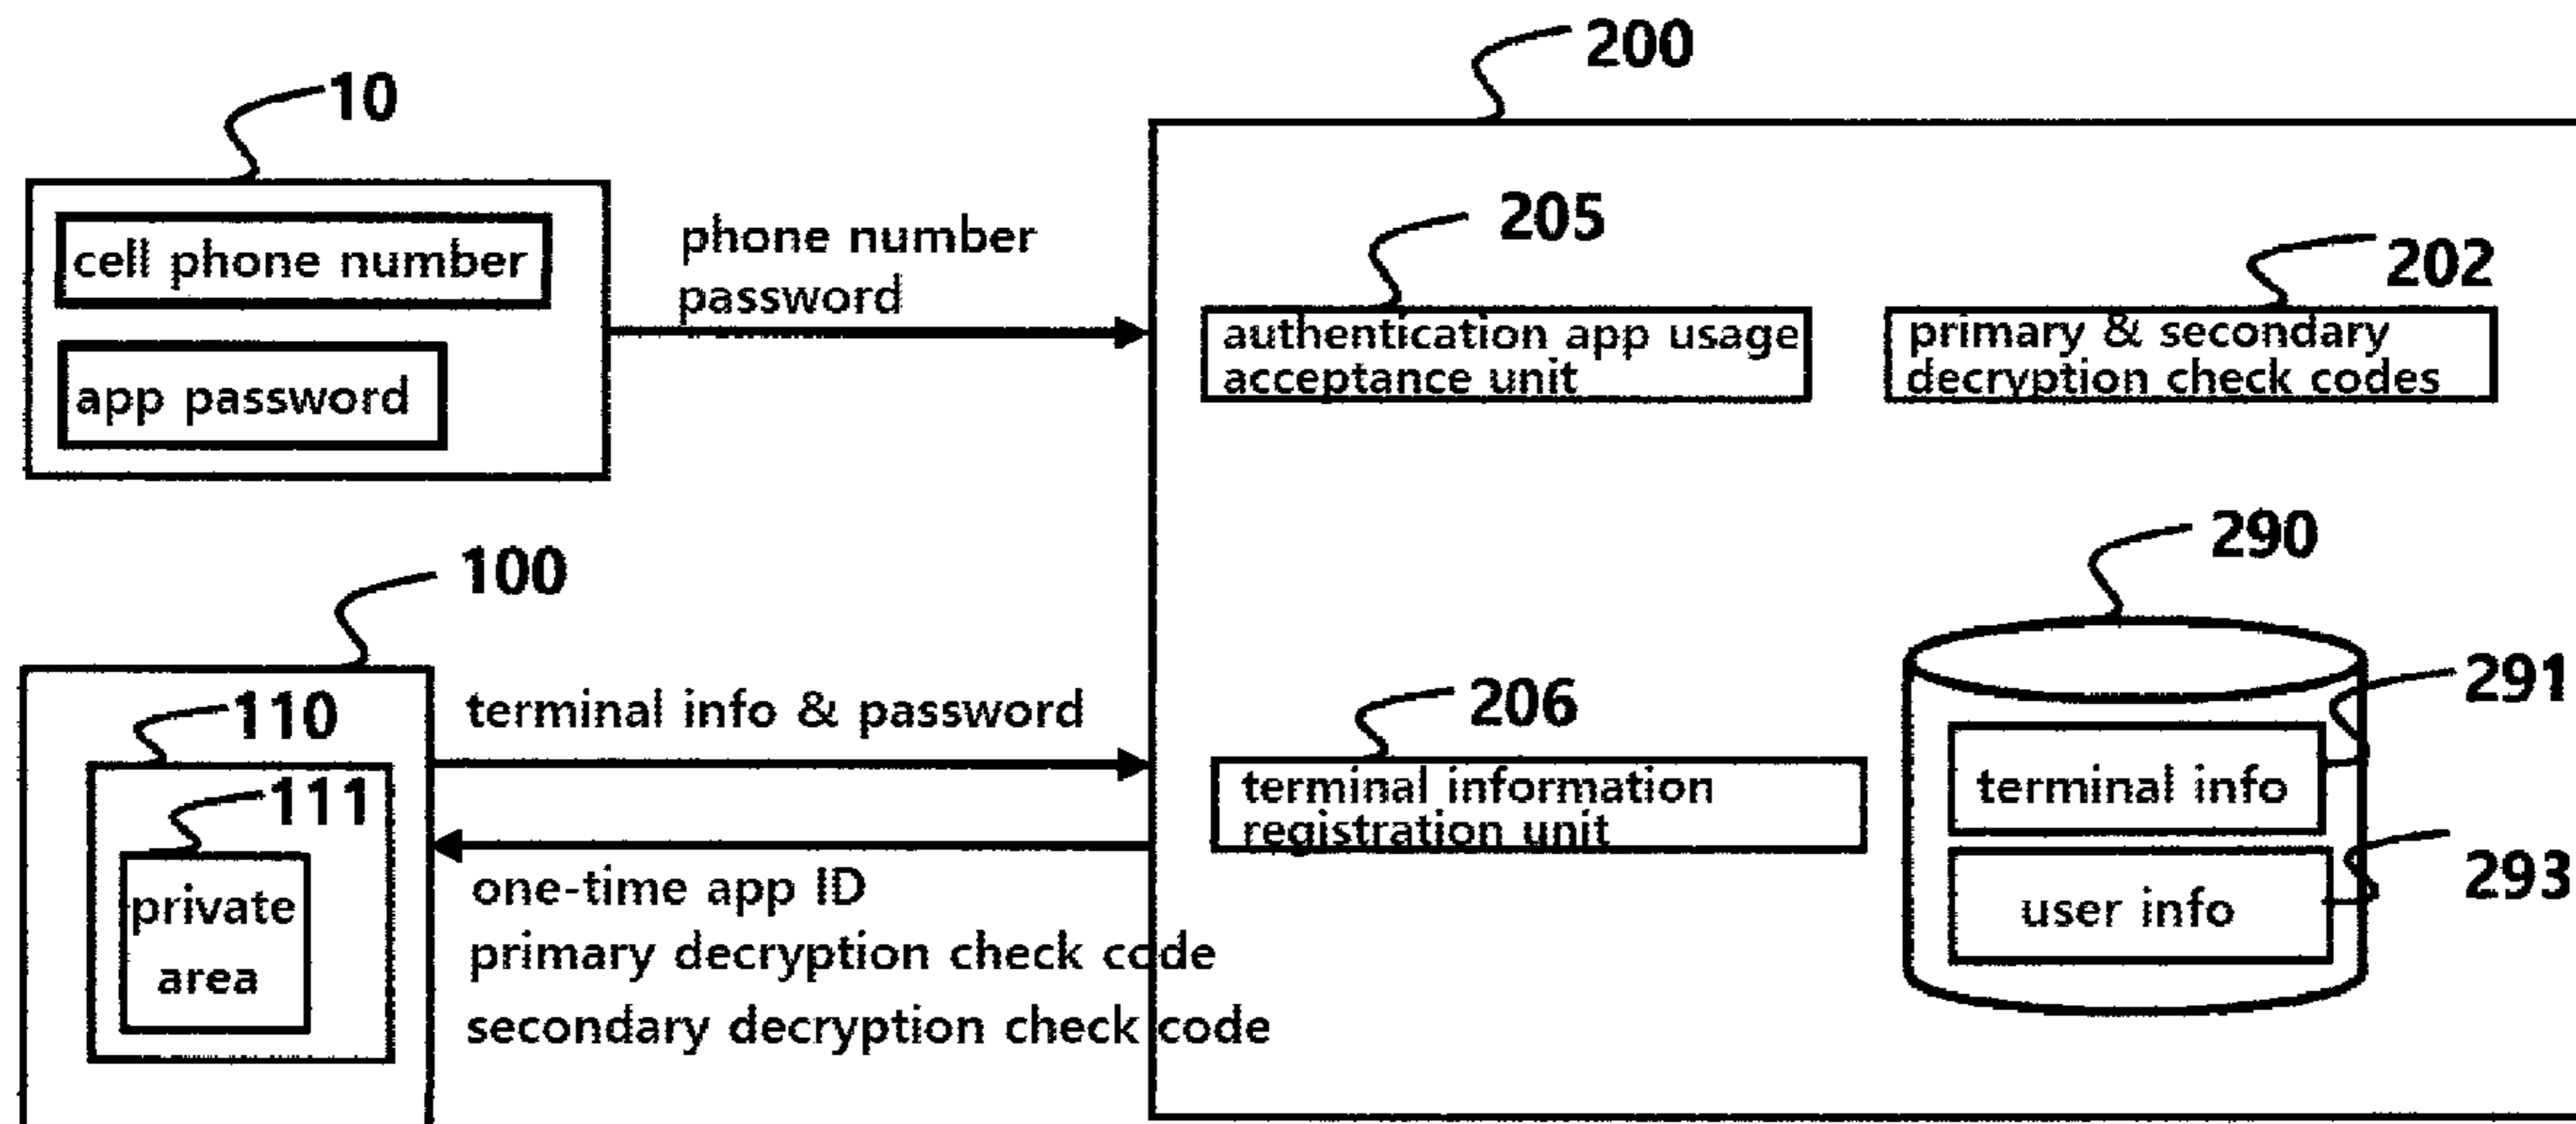 200
10
cell phone number
app password
phone number
password
205
authentication app usage
acceptance unit
202
primary & secondary
decryption check codes
100
110
111
private
area
terminal info & password
one-time app ID
primary decryption check code
secondary decryption check code
206
terminal information
registration unit
290
291
terminal info
293
user info